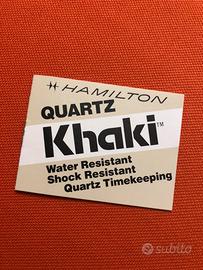 HAMILTON
QUARTZ
Khaki™
Water Resistant
Shock Resistant
Quartz Timekeeping
subito